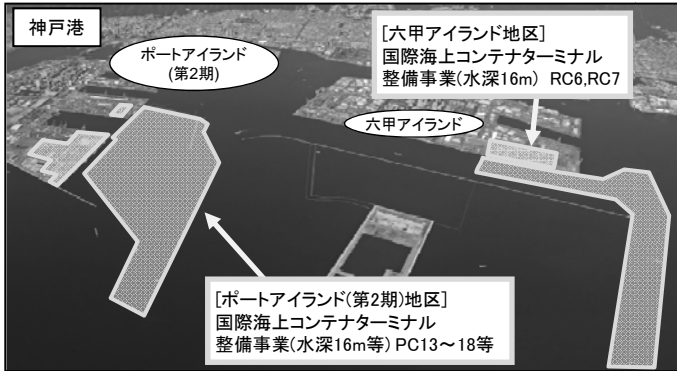 神戸港
ポートアイランド
(第2期)
[六甲アイランド地区]
国際海上コンテナターミナル
整備事業(水深16m) RC6,RC7
六甲アイランド
[ポートアイランド(第2期)地区]
国際海上コンテナターミナル
整備事業(水深16m等) PC13～18等